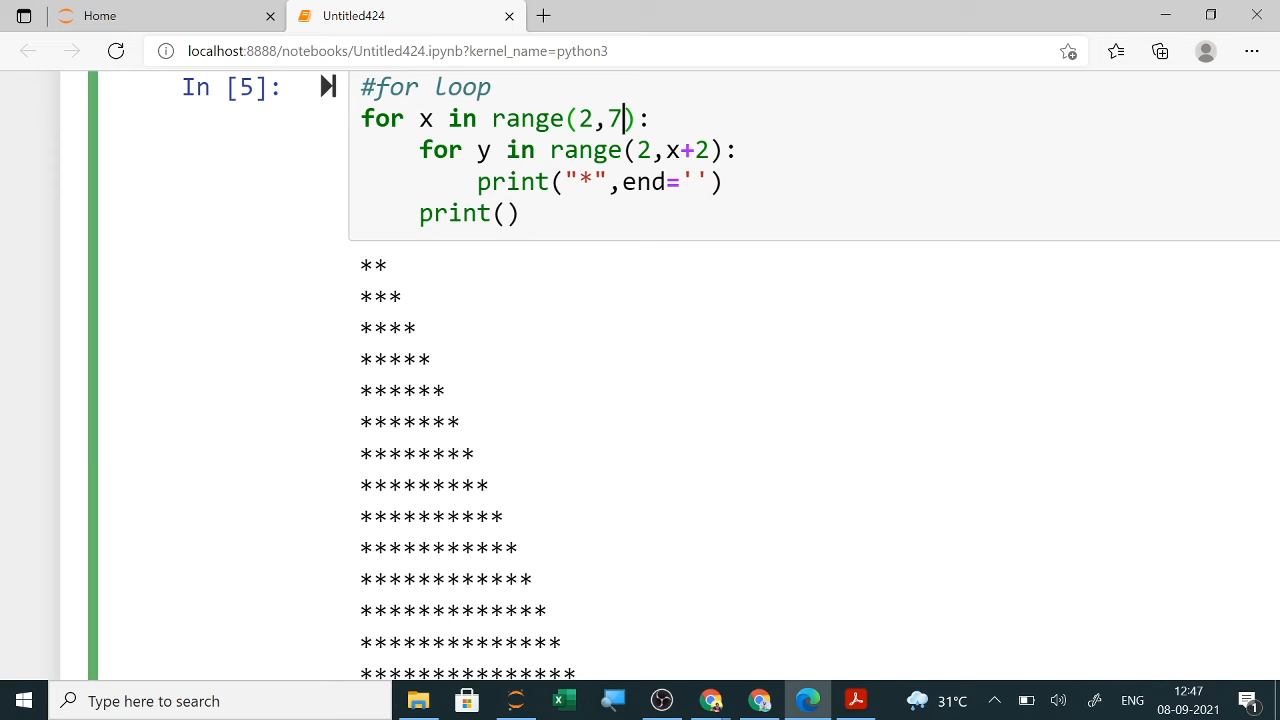 Home
Untitled424
localhost:8888/notebooks/Untitled424.ipynb?kernel_name=python3
In [5]:
#for loop
for x in range(2,7):
    for y in range(2,x+2):
        print("*",end='')
    print()
**
***
****
*****
******
*******
********
*********
**********
***********
************
*************
**************
***************
Type here to search
31°C
ENG
12:47
08-09-2021
1